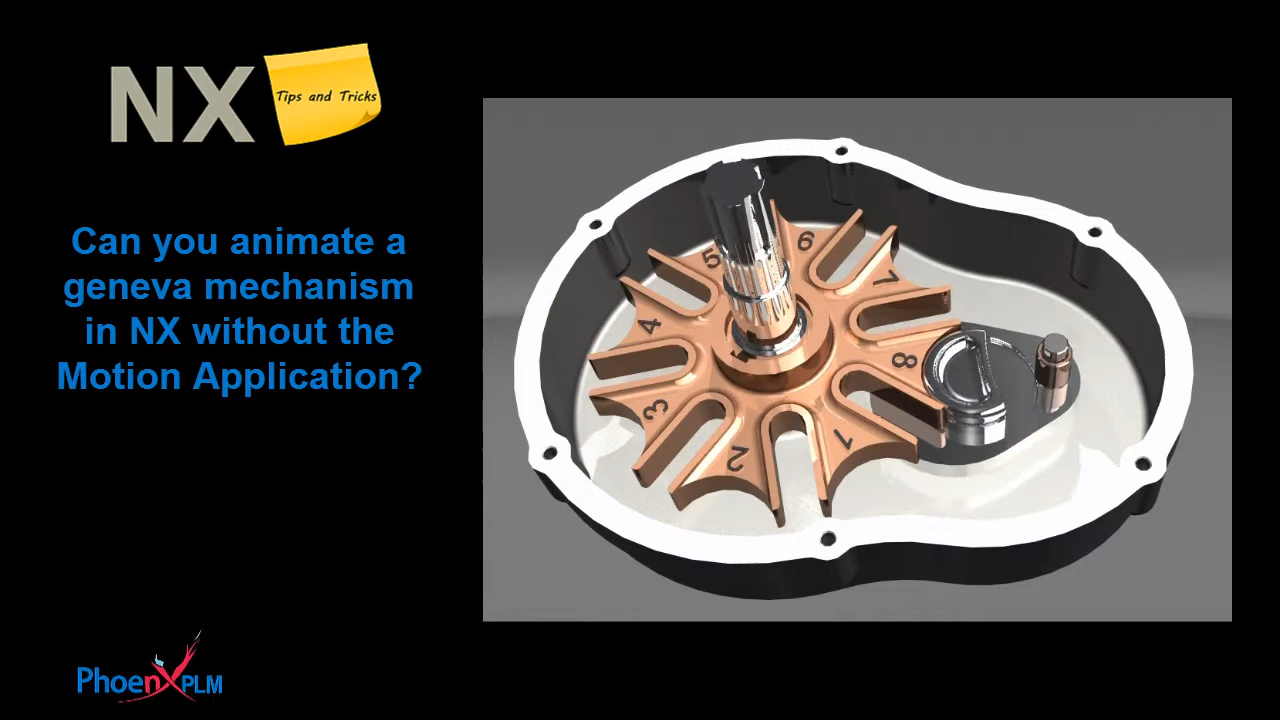 NX
Tips and Tricks
Can you animate a
geneva mechanism
in NX without the
Motion Application?
6
5
7
4
8
3
1
2
PhoenXPLM